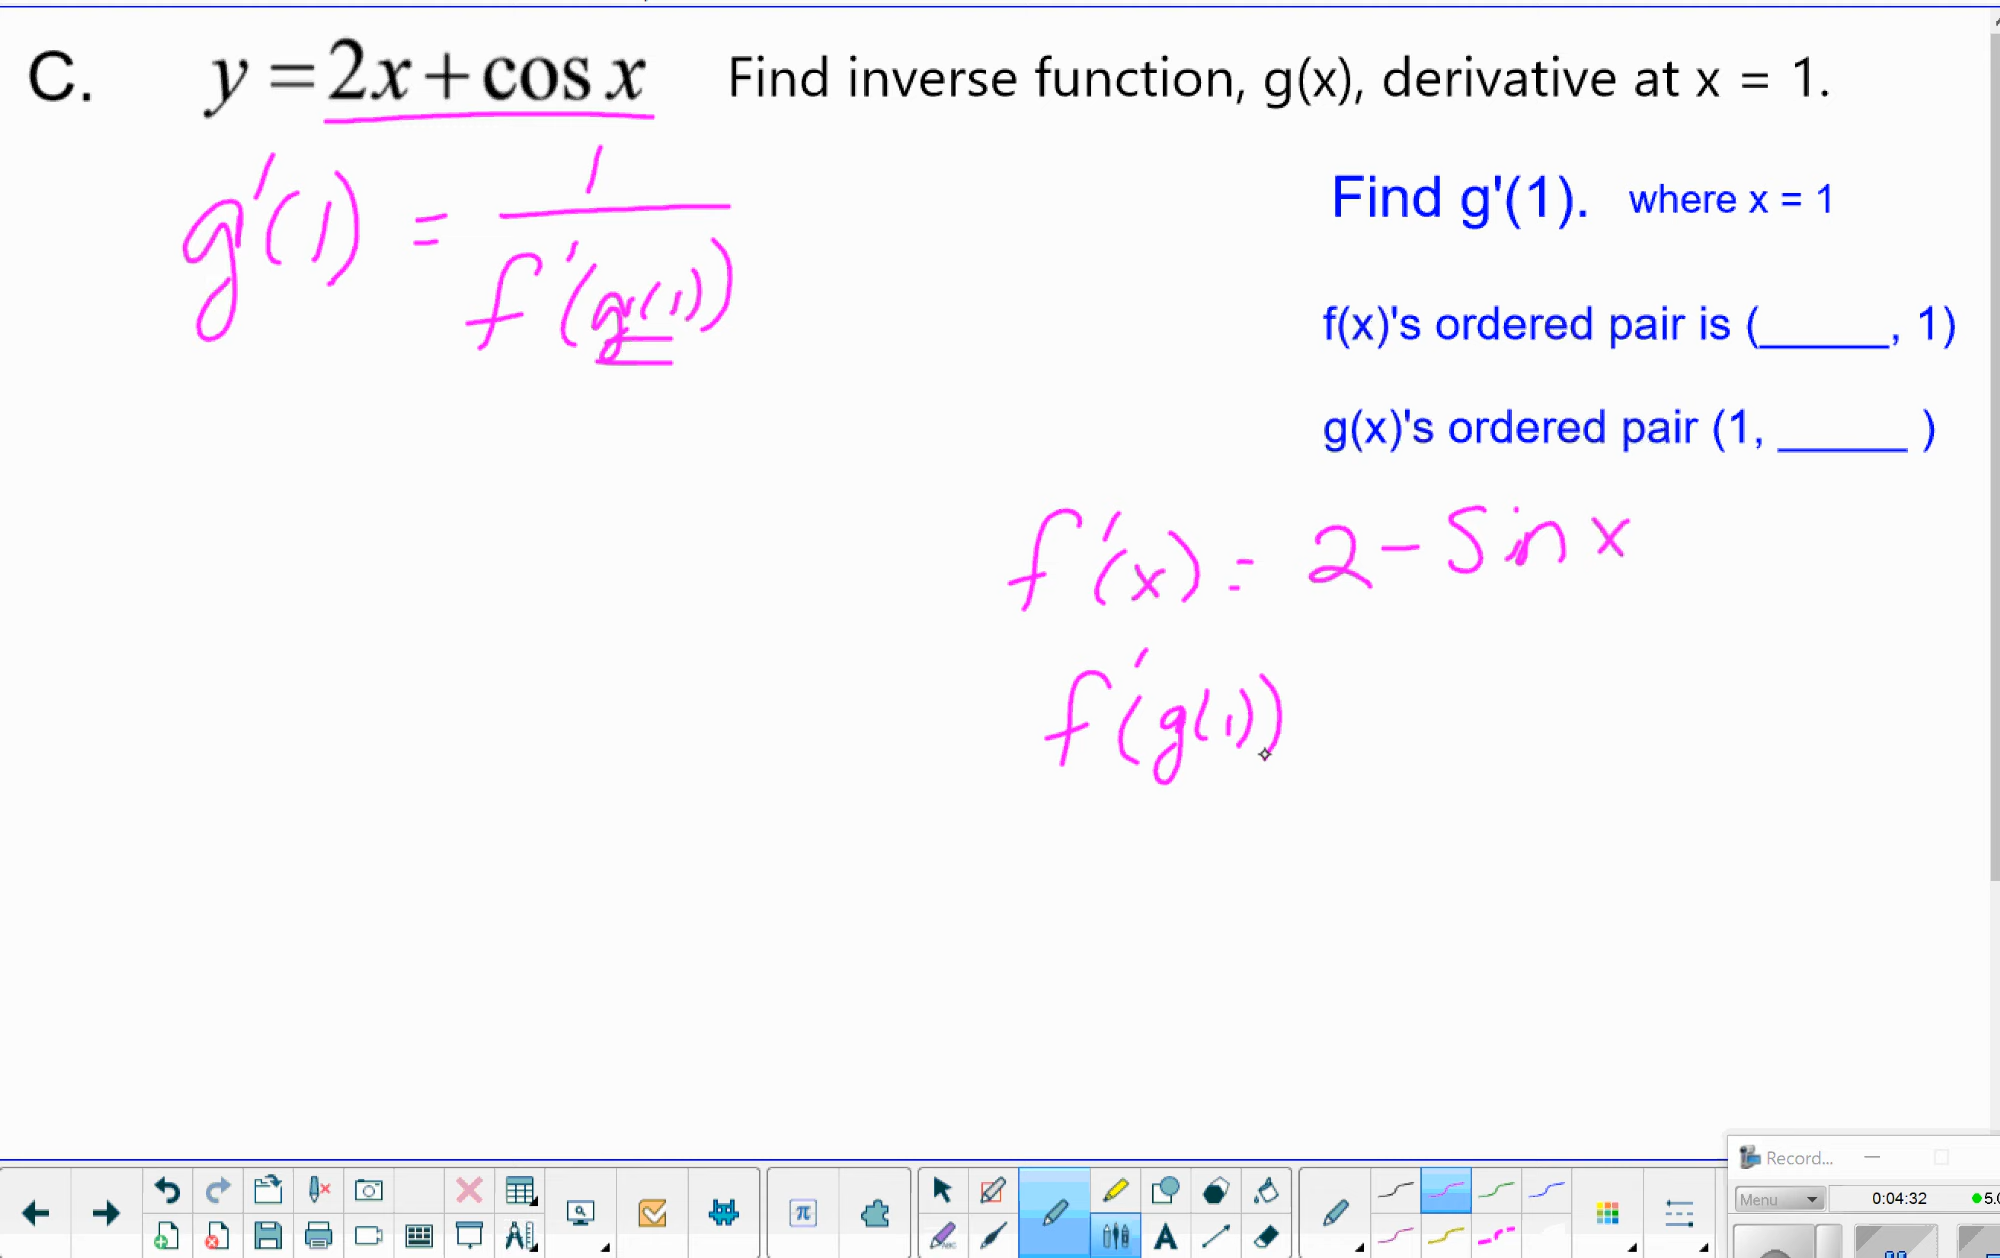 C. y = 2x + cos x Find inverse function, g(x), derivative at x = 1.
g'(1) = 1 / f'(g(1))
Find g'(1). where x = 1
f(x)'s ordered pair is (_____, 1)
g(x)'s ordered pair (1, _____ )
f'(x) = 2 - Sin x
f'(g(1))
Record...
Menu 0:04:32